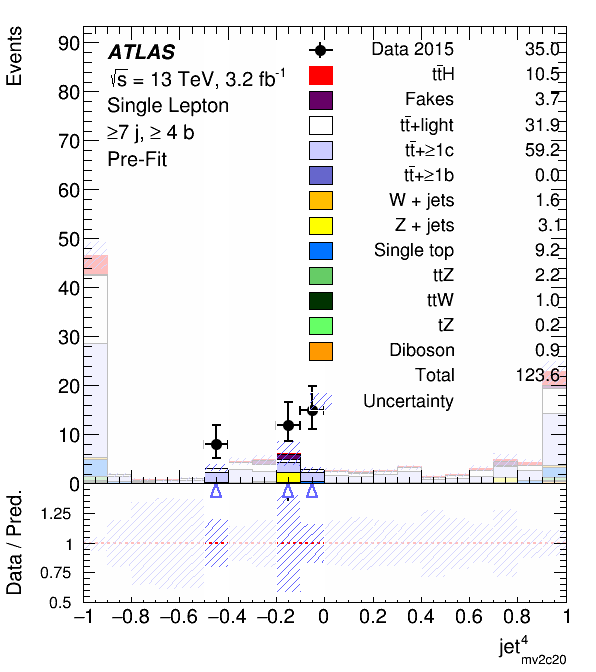 Events
90
80
70
60
50
40
30
20
10
0
ATLAS
√s = 13 TeV, 3.2 fb⁻¹
Single Lepton
≥7 j, ≥ 4 b
Pre-Fit
Data 2015 35.0
tt̄H 10.5
Fakes 3.7
tt̄+light 31.9
tt̄+≥1c 59.2
tt̄+≥1b 0.0
W + jets 1.6
Z + jets 3.1
Single top 9.2
ttZ 2.2
ttW 1.0
tZ 0.2
Diboson 0.9
Total 123.6
Uncertainty
Data / Pred.
1.25
1
0.75
0.5
−1 −0.8 −0.6 −0.4 −0.2 0 0.2 0.4 0.6 0.8 1
jet⁴ mv2c20